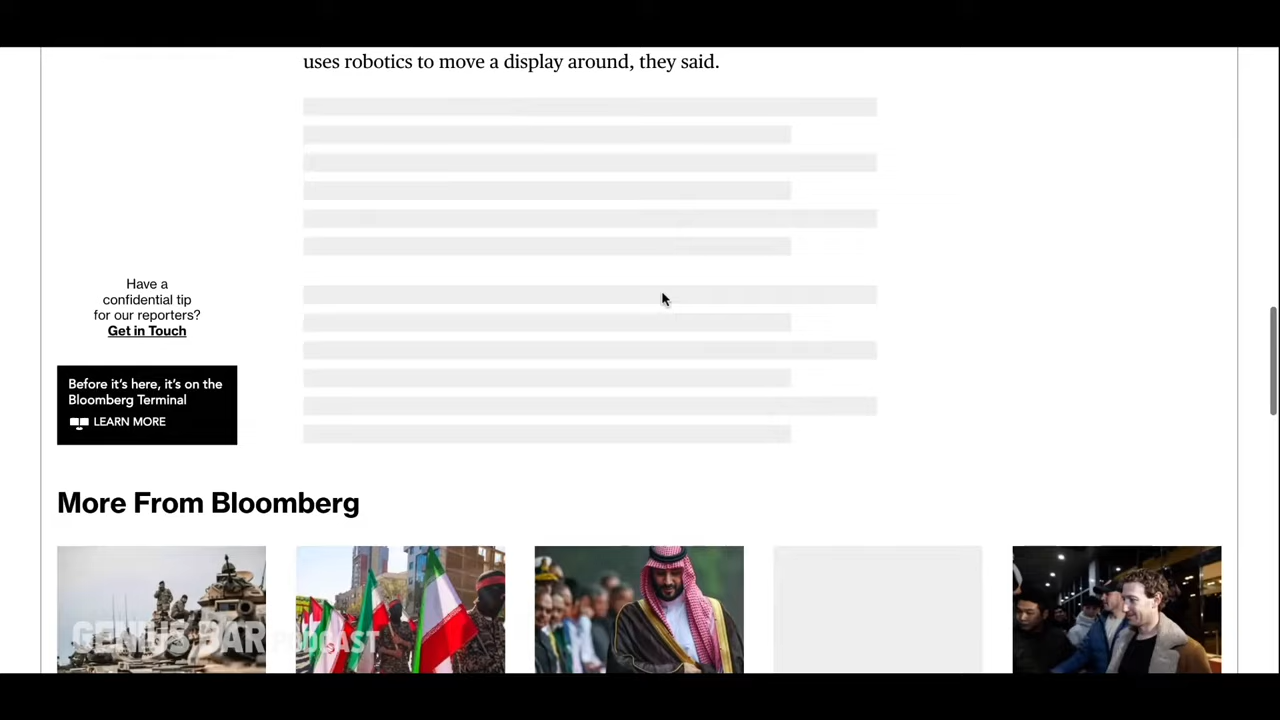 uses robotics to move a display around, they said.
Have a
confidential tip
for our reporters?
Get in Touch
Before it's here, it's on the
Bloomberg Terminal
LEARN MORE
More From Bloomberg
GENIUS BAR PODCAST